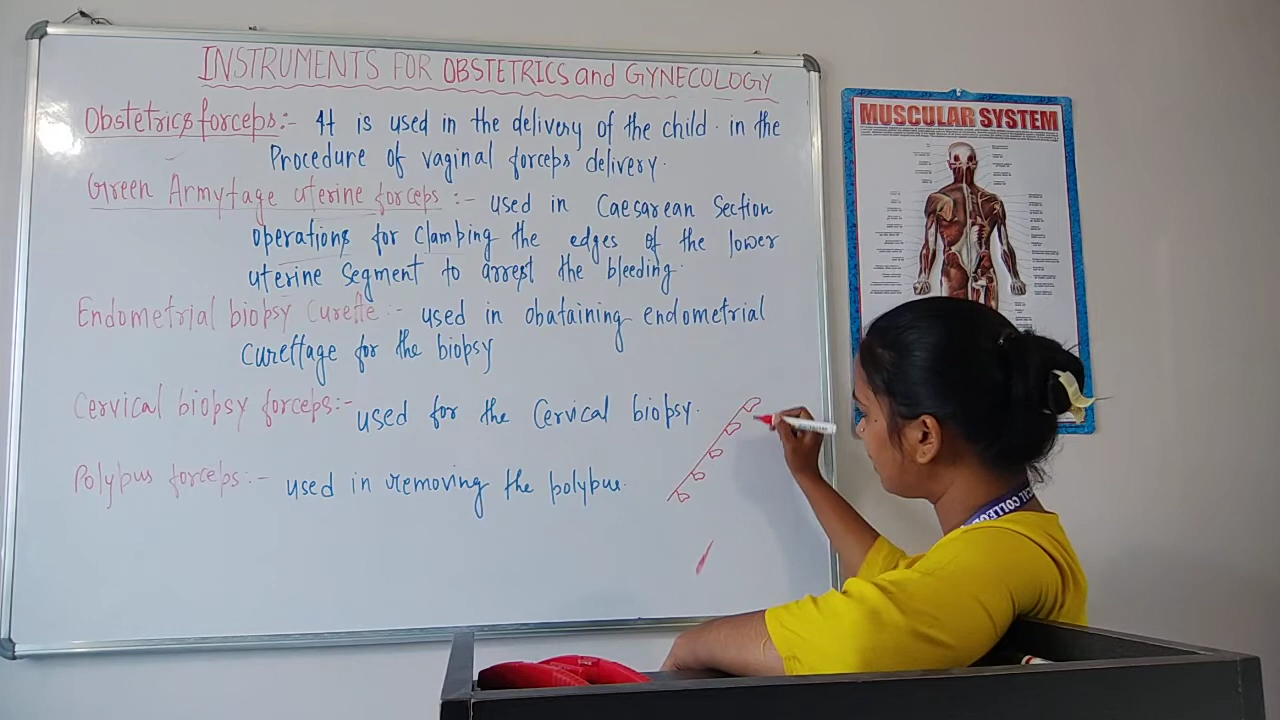 INSTRUMENTS FOR OBSTETRICS and GYNECOLOGY
Obstetrics forceps:- It is used in the delivery of the child. in the
Procedure of vaginal forceps delivery.
Green Armytage uterine forceps :- used in Caesarean Section
operations for clamping the edges of the lower
uterine segment to arrest the bleeding.
Endometrial biopsy Curette :- used in obataining endometrial
Curettage for the biopsy
Cervical biopsy forceps:- used for the Cervical biopsy.
Polypus forceps:- used in removing the polypus.
MUSCULAR SYSTEM
COLLEGE